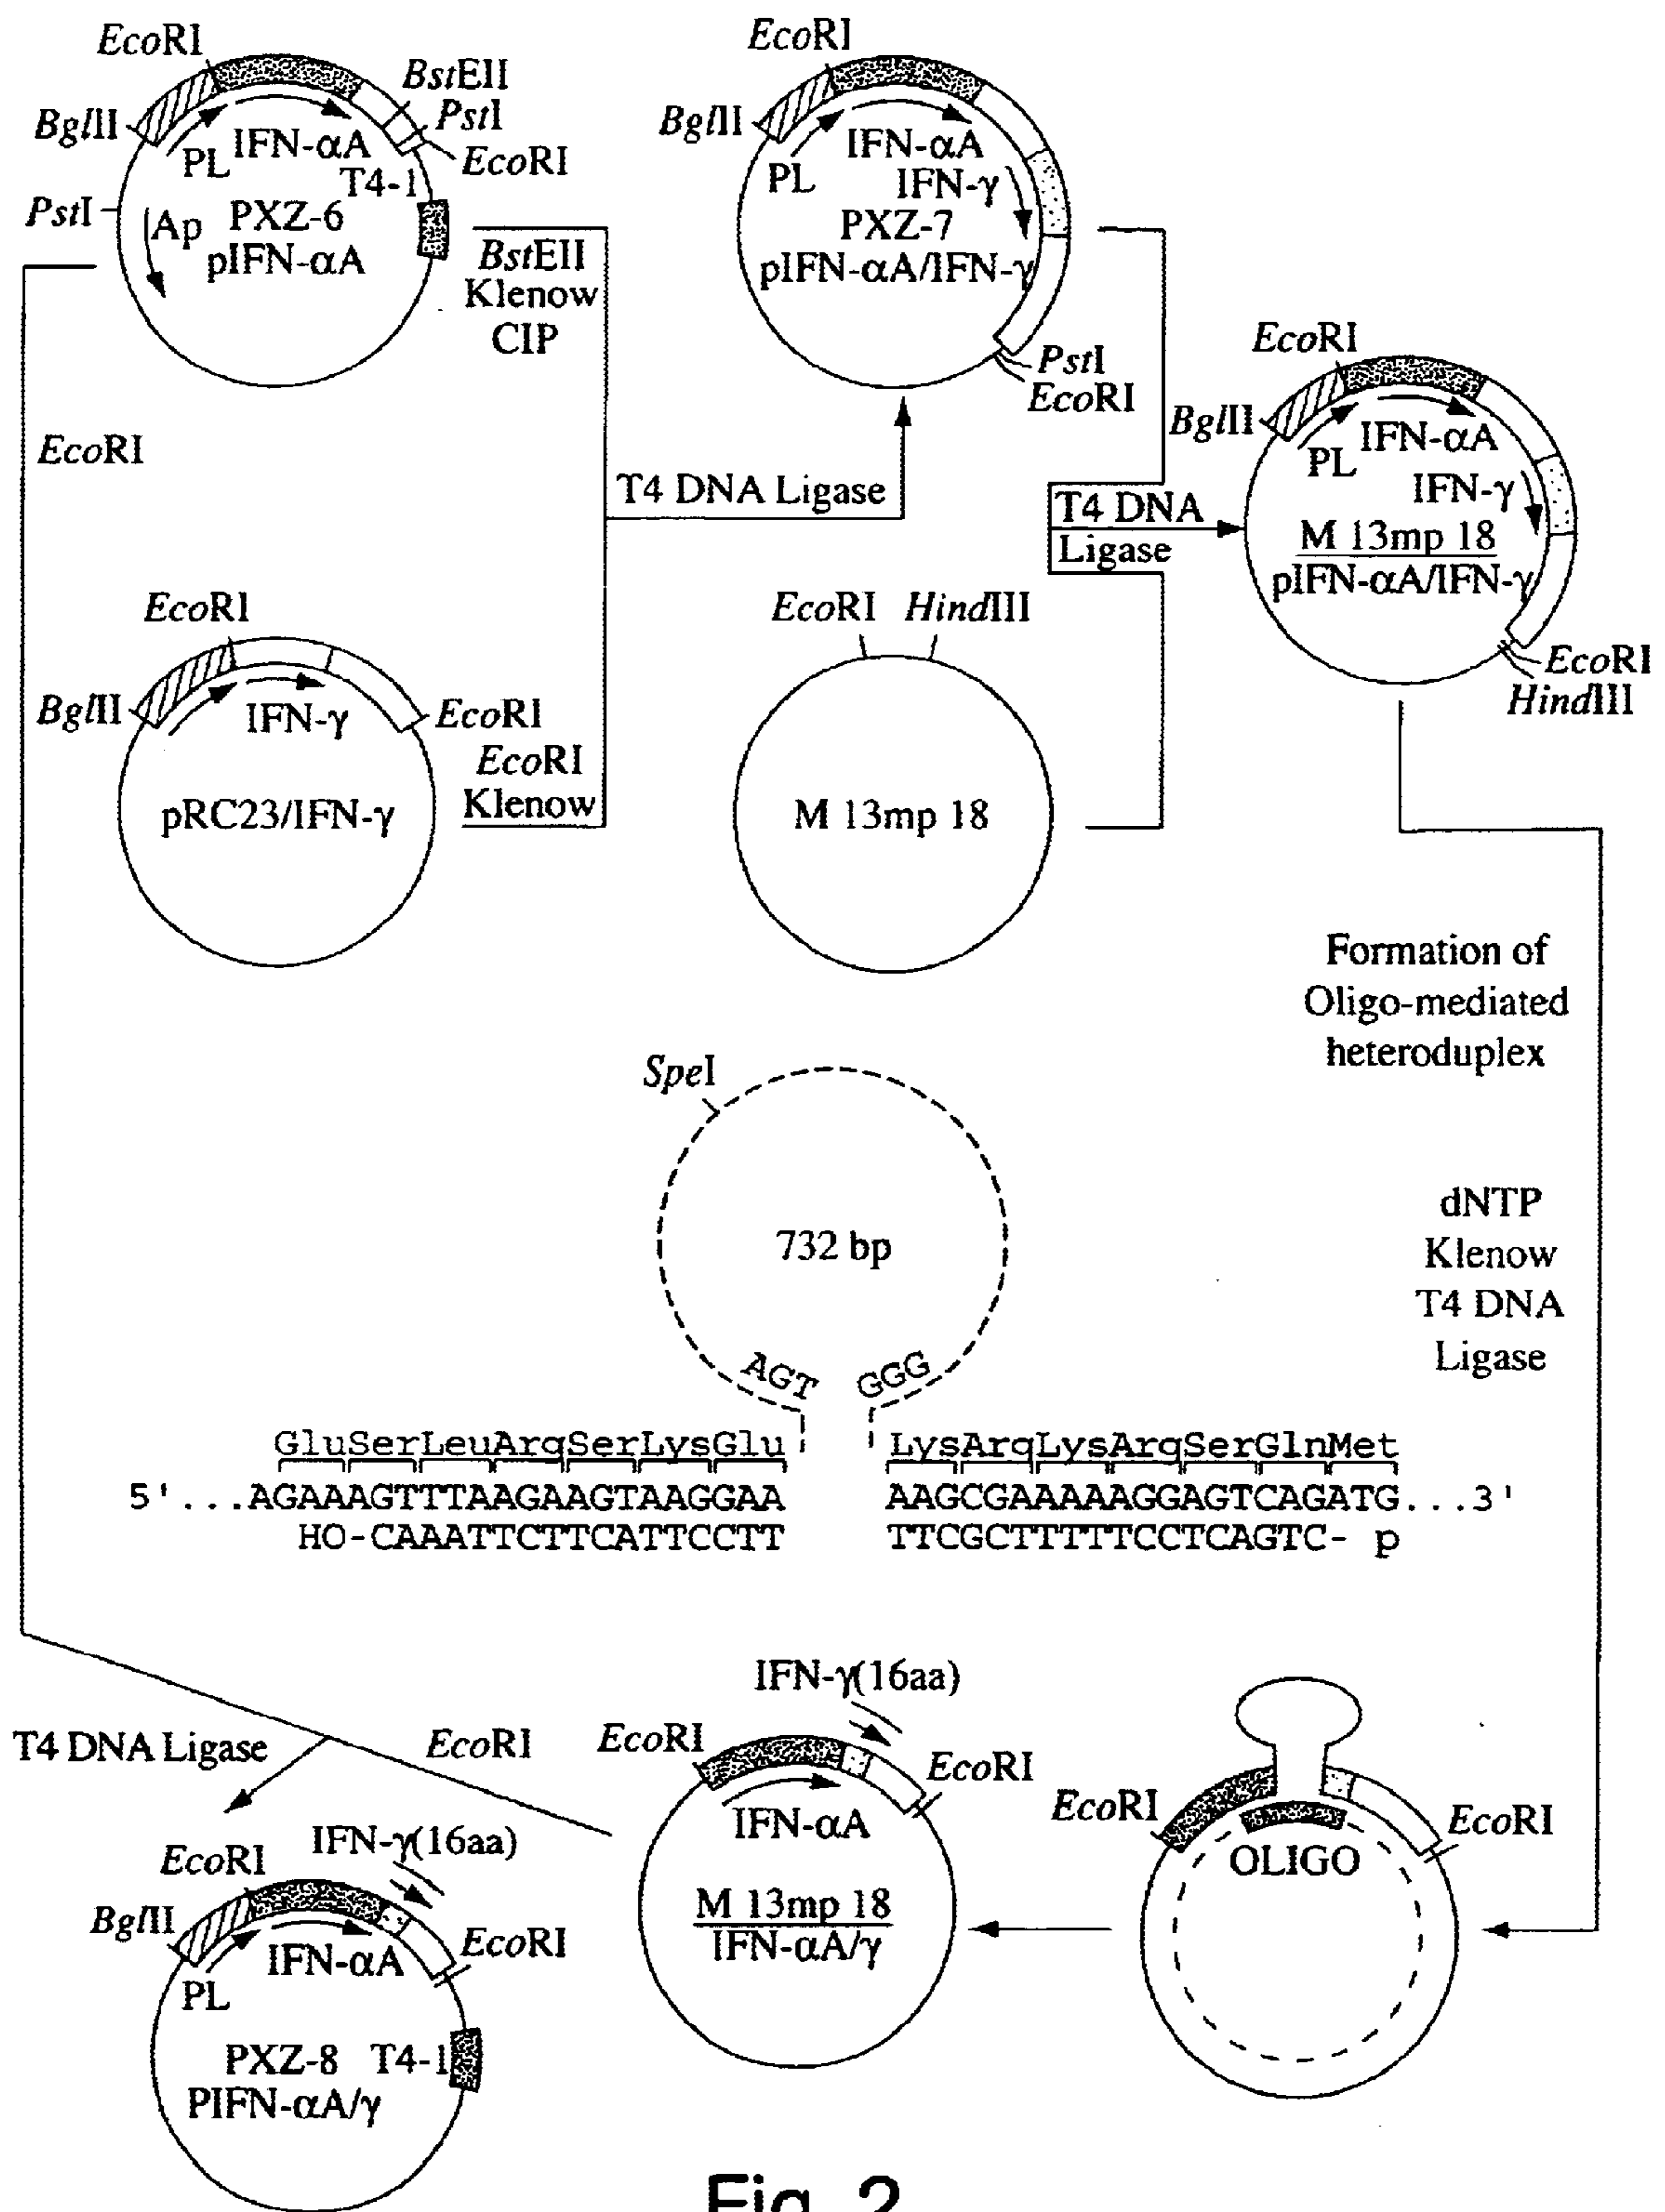 EcoRI
BstEII
PstI
EcoRI
BglII
PL
IFN-αA
T4-1
PstI
Ap
PXZ-6
pIFN-αA
BstEII
Klenow
CIP
EcoRI
EcoRI
BglII
PL
IFN-αA
IFN-γ
PXZ-7
pIFN-αA/IFN-γ
PstI
EcoRI
T4 DNA Ligase
EcoRI
BglII
IFN-γ
EcoRI
EcoRI
Klenow
pRC23/IFN-γ
EcoRI HindIII
M 13mp 18
T4 DNA
Ligase
EcoRI
BglII
PL
IFN-αA
IFN-γ
M 13mp 18
pIFN-αA/IFN-γ
EcoRI
HindIII
Formation of
Oligo-mediated
heteroduplex
SpeI
732 bp
AGT GGG
dNTP
Klenow
T4 DNA
Ligase
GluSerLeuArgSerLysGlu LysArgLysArgSerGlnMet
5'...AGAAAGTTTAAGAAGTAAGGAA AAGCGAAAAAGGAGTCAGATG...3'
HO-CAAATTCTTCATTCCTT TTCGCTTTTTCCTCAGTC- p
T4 DNA Ligase
EcoRI
IFN-γ(16aa)
EcoRI
EcoRI
IFN-αA
M 13mp 18
IFN-αA/γ
EcoRI
EcoRI
OLIGO
IFN-γ(16aa)
EcoRI
BglII
EcoRI
IFN-αA
PL
PXZ-8 T4-1
PIFN-αA/γ
Fig. 2